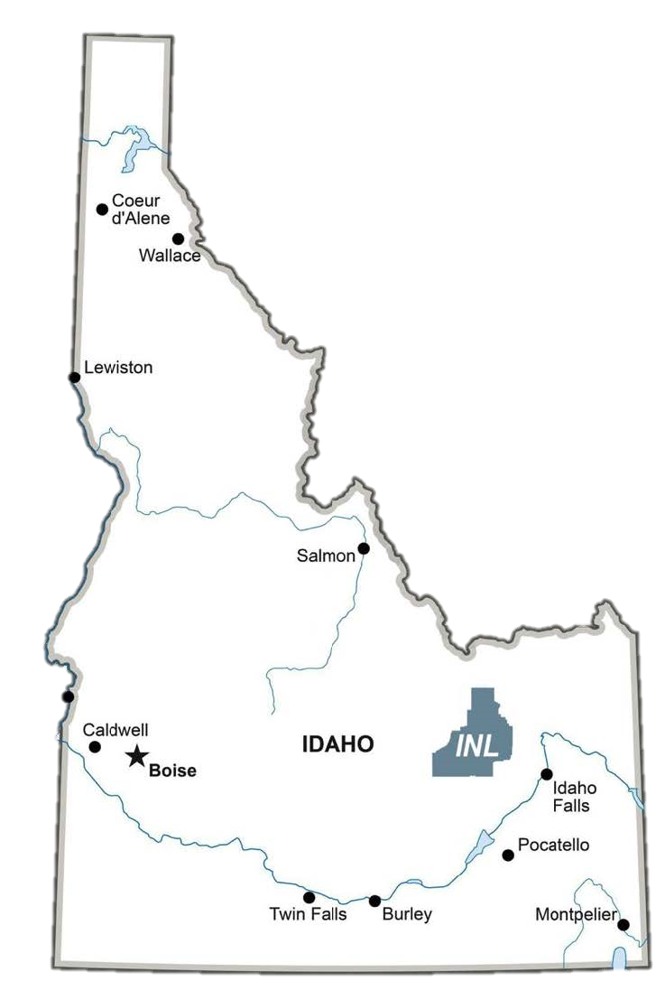 Coeur
d'Alene
Wallace
Lewiston
Salmon
Caldwell
Boise
IDAHO
INL
Idaho
Falls
Pocatello
Twin Falls
Burley
Montpelier